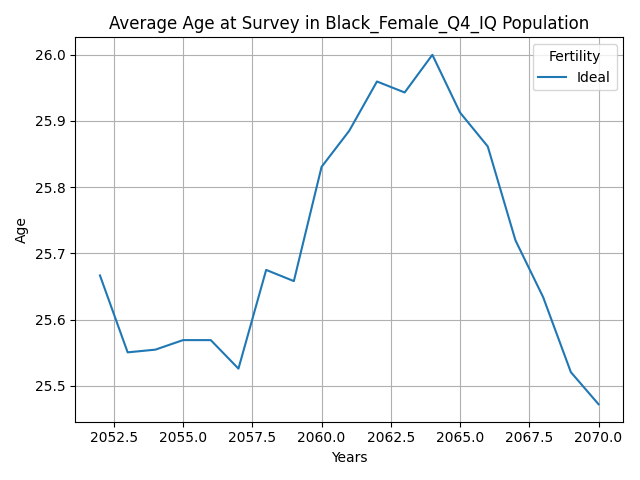 Average Age at Survey in Black_Female_Q4_IQ Population
Fertility
Ideal
26.0
25.9
25.8
25.7
25.6
25.5
Age
2052.5 2055.0 2057.5 2060.0 2062.5 2065.0 2067.5 2070.0
Years